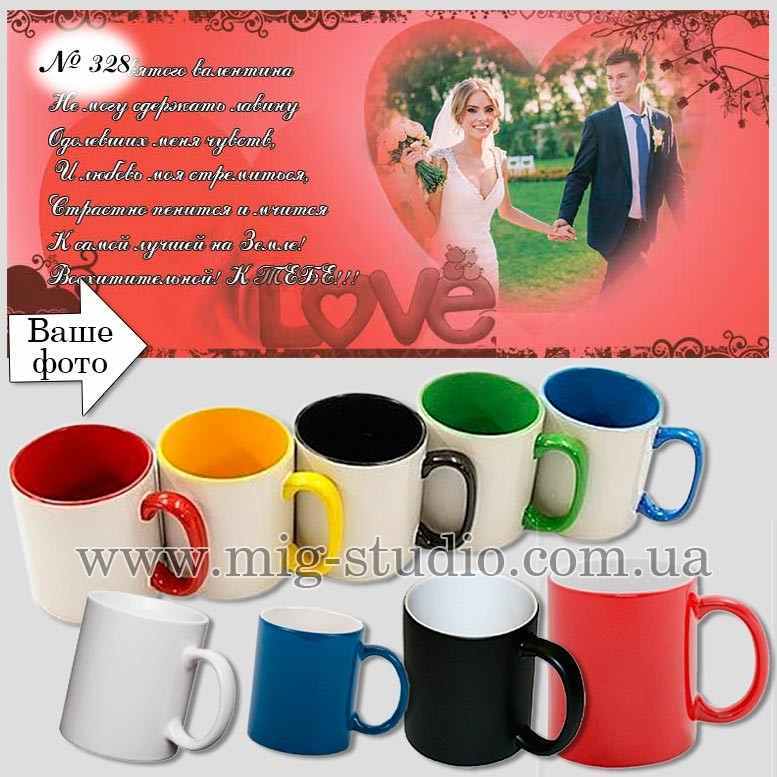 № 328
валентина
Не могу сдержать лавину
Одолевших меня чувств,
И любовь моя стремиться,
Страстно пенится и мчится
К самой лучшей на Земле!
Восхитительной! К ТЕБЕ!!!
Love
Ваше
фото
www.mig-studio.com.ua